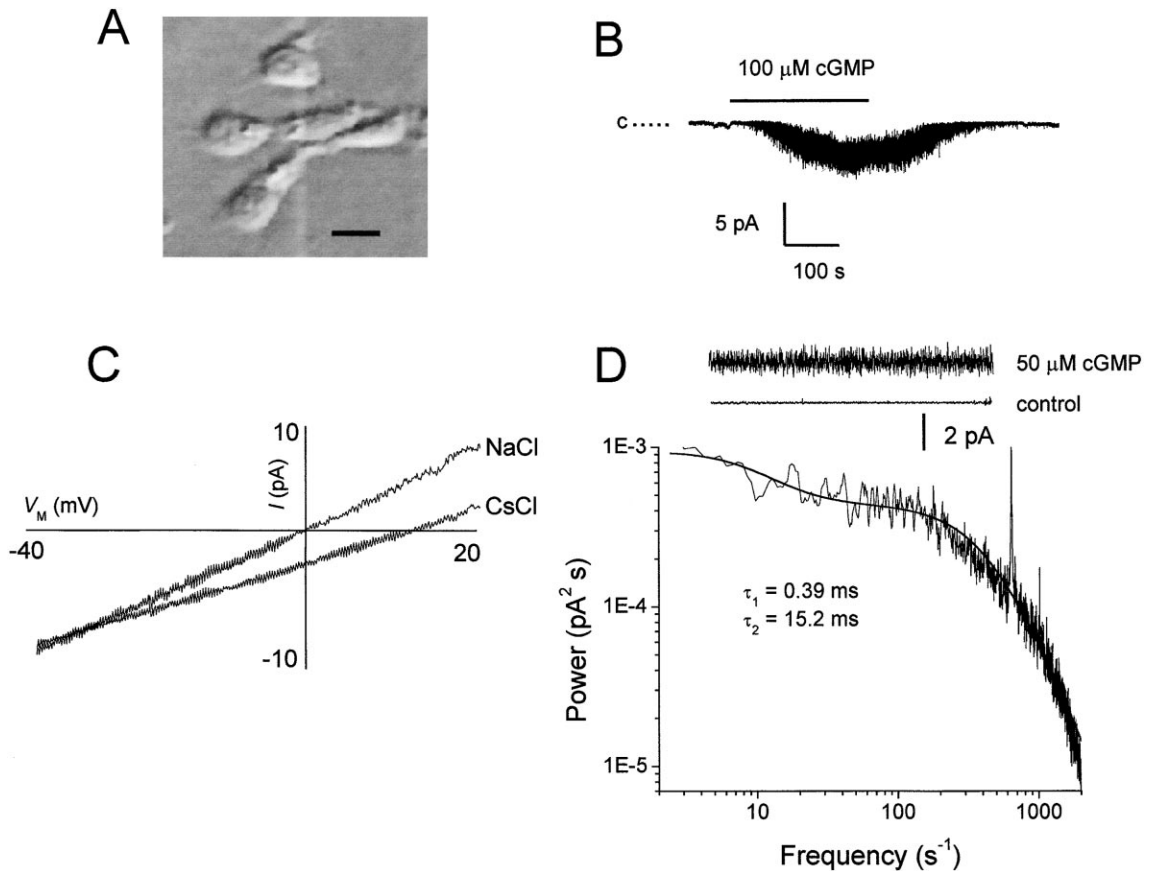 A
B
100 μM cGMP
c.....
5 pA
100 s
C
10
I (pA)
NaCl
CsCl
V_M (mV)
-40
20
-10
D
50 μM cGMP
control
2 pA
1E-3
1E-4
1E-5
Power (pA² s)
τ₁ = 0.39 ms
τ₂ = 15.2 ms
10
100
1000
Frequency (s⁻¹)